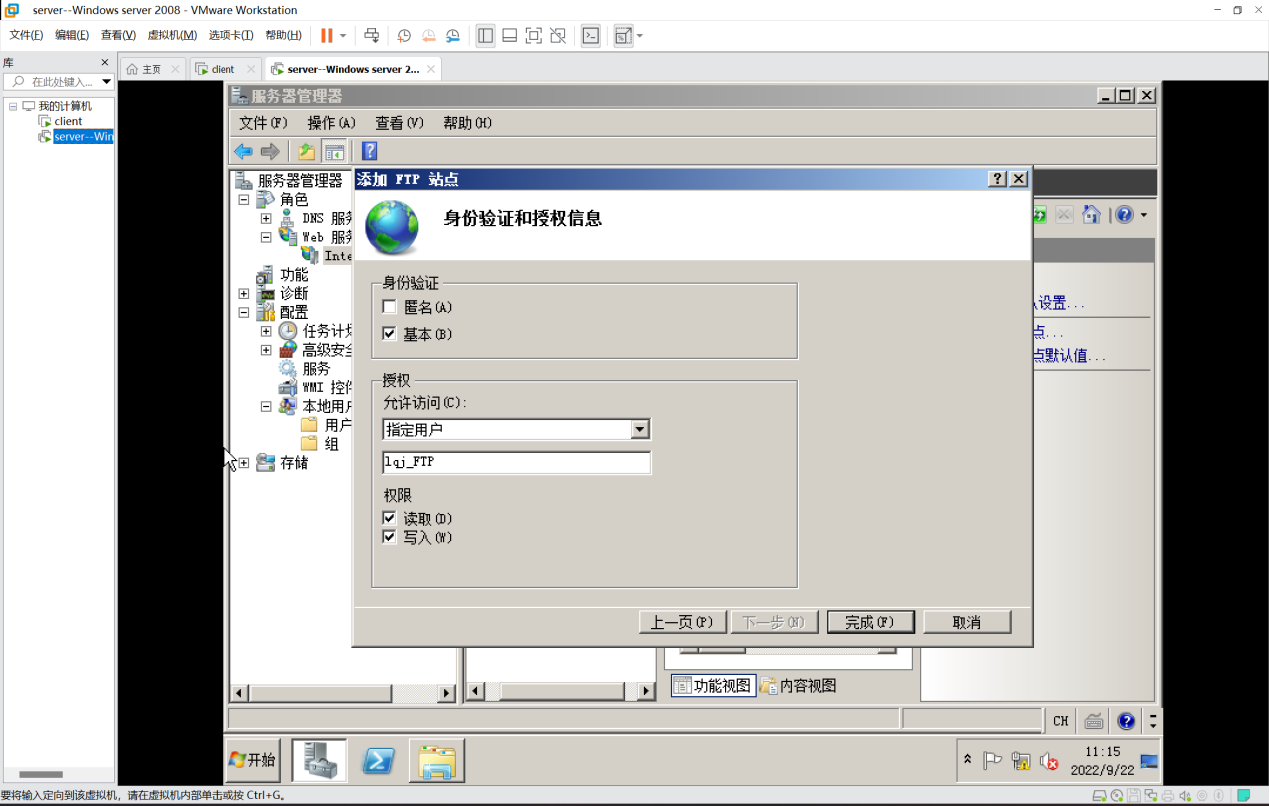 server--Windows server 2008 - VMware Workstation
文件(F) 编辑(E) 查看(V) 虚拟机(M) 选项卡(T) 帮助(H)
库
在此处键入...
主页
client
server--Windows server 2...
我的计算机
client
server--Win
服务器管理器
文件(F) 操作(A) 查看(V) 帮助(H)
服务器管理器
角色
DNS 服务
Web 服务
Inte
功能
诊断
配置
任务计划
高级安全
服务
WMI 控件
本地用户
用户
组
存储
添加 FTP 站点
身份验证和授权信息
身份验证
匿名(A)
基本(B)
授权
允许访问(C):
指定用户
lqj_FTP
权限
读取(D)
写入(W)
上一页(P) 下一步(N) 完成(F) 取消
设置...
点...
点默认值...
功能视图 内容视图
CH
开始
11:15
2022/9/22
要将输入定向到该虚拟机，请在虚拟机内部单击或按 Ctrl+G。